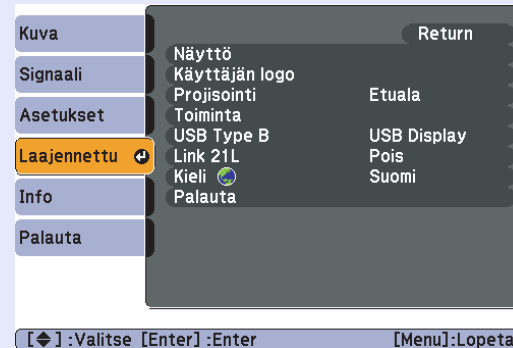 Kuva
Signaali
Asetukset
Laajennettu
Info
Palauta
Return
Näyttö
Käyttäjän logo
Projisointi Etuala
Toiminta
USB Type B USB Display
Link 21L Pois
Kieli Suomi
Palauta
[ ] :Valitse [Enter] :Enter [Menu]:Lopeta